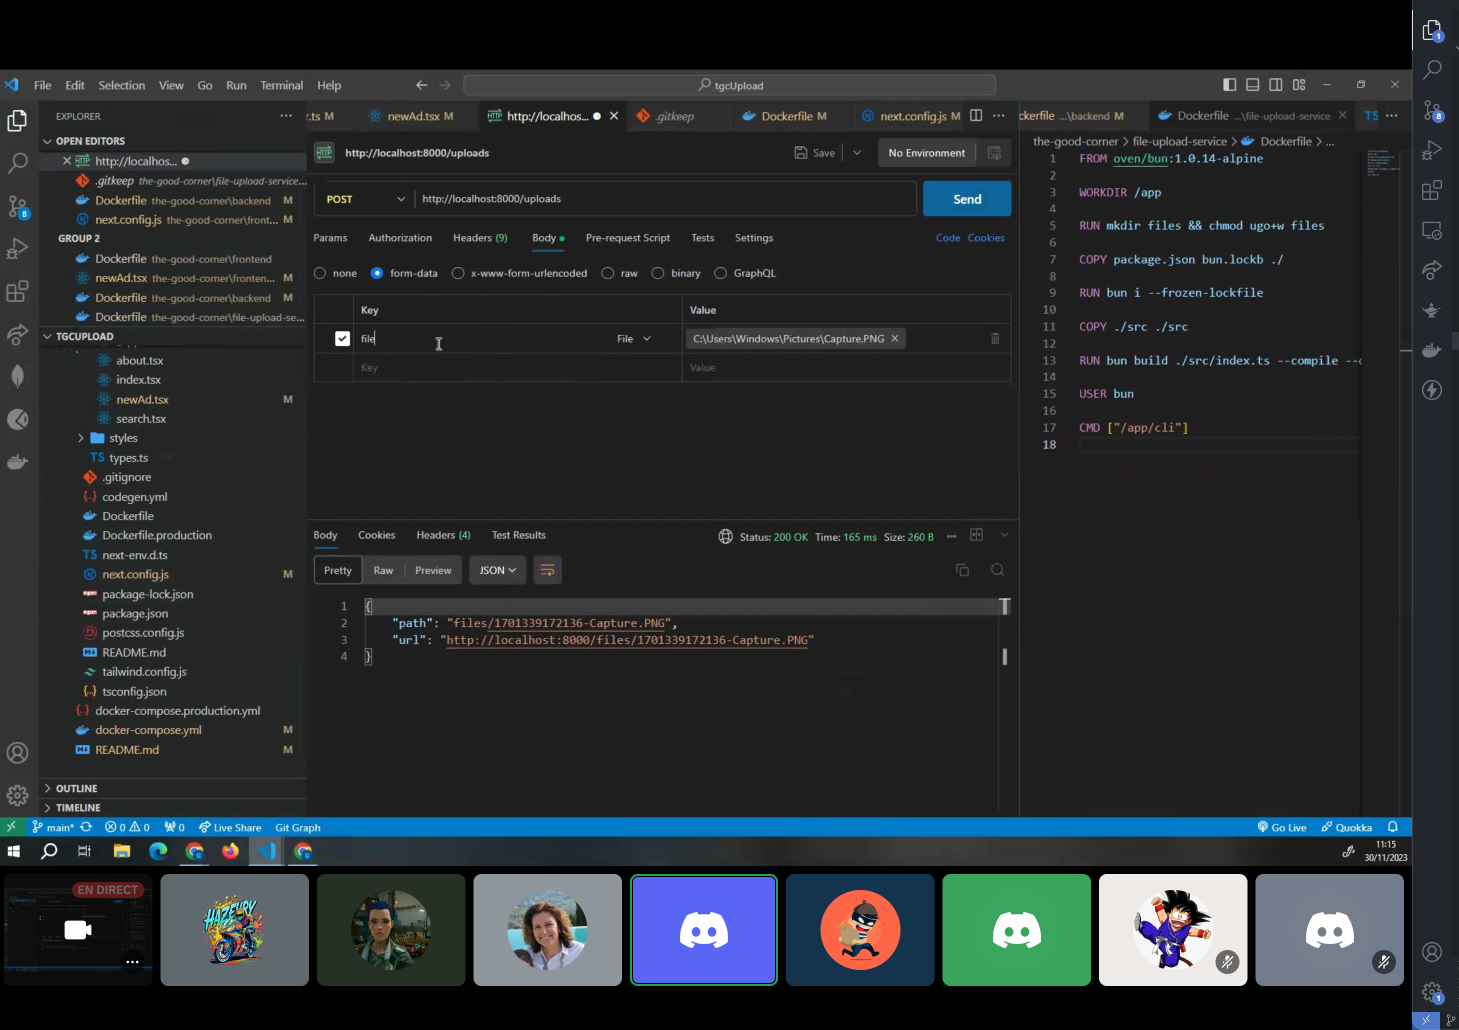 File Edit Selection View Go Run Terminal Help
tgcUpload
EXPLORER
OPEN EDITORS
http://localhos...
.gitkeep the-good-corner\file-upload-service...
Dockerfile the-good-corner\backend M
next.config.js the-good-corner\front... M
GROUP 2
Dockerfile the-good-corner\frontend
newAd.tsx the-good-corner\fronten... M
Dockerfile the-good-corner\backend M
Dockerfile the-good-corner\file-upload-se...
TGCUPLOAD
about.tsx
index.tsx
newAd.tsx M
search.tsx
styles
TS types.ts
.gitignore
codegen.yml
Dockerfile
Dockerfile.production
TS next-env.d.ts
next.config.js M
package-lock.json
package.json
postcss.config.js
README.md
tailwind.config.js
tsconfig.json
docker-compose.production.yml
docker-compose.yml M
README.md M
OUTLINE
TIMELINE
r.ts M newAd.tsx M http://localhos... .gitkeep Dockerfile M next.config.js M
http://localhost:8000/uploads
Save
No Environment
POST http://localhost:8000/uploads
Send
Params Authorization Headers (9) Body Pre-request Script Tests Settings Code Cookies
none form-data x-www-form-urlencoded raw binary GraphQL
Key Value
file File C:\Users\Windows\Pictures\Capture.PNG
Key Value
Body Cookies Headers (4) Test Results
Status: 200 OK Time: 165 ms Size: 260 B
Pretty Raw Preview JSON
1 {
2 "path": "files/1701339172136-Capture.PNG",
3 "url": "http://localhost:8000/files/1701339172136-Capture.PNG"
4 }
ckerfile ...\backend M Dockerfile ...\file-upload-service TS
the-good-corner > file-upload-service > Dockerfile > ...
1 FROM oven/bun:1.0.14-alpine
2
3 WORKDIR /app
4
5 RUN mkdir files && chmod ugo+w files
6
7 COPY package.json bun.lockb ./
8
9 RUN bun i --frozen-lockfile
10
11 COPY ./src ./src
12
13 RUN bun build ./src/index.ts --compile --
14
15 USER bun
16
17 CMD ["/app/cli"]
18
main* 0 0 0 Live Share Git Graph
Go Live Quokka
11:15
30/11/2023
EN DIRECT
HAZEURY
8
1
8
1